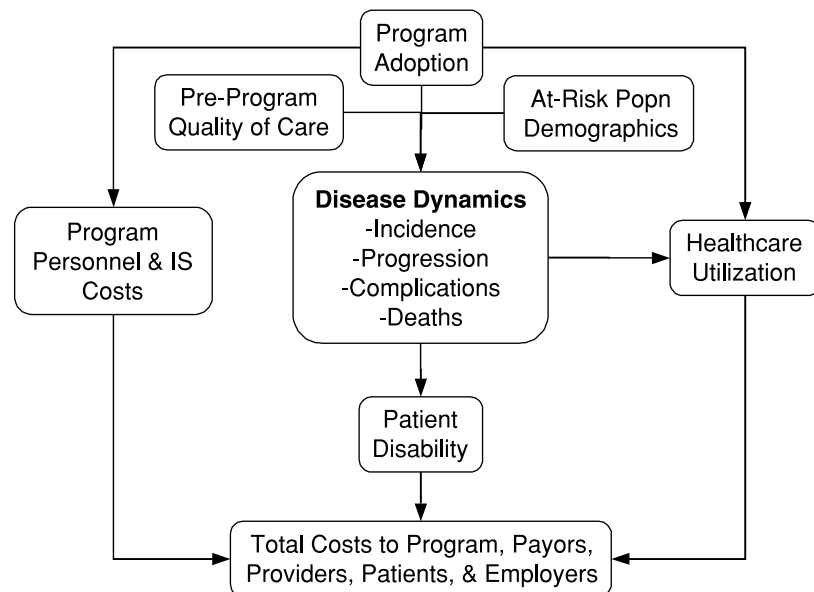 Program
Adoption
Pre-Program
Quality of Care
At-Risk Popn
Demographics
Disease Dynamics
-Incidence
-Progression
-Complications
-Deaths
Program
Personnel & IS
Costs
Healthcare
Utilization
Patient
Disability
Total Costs to Program, Payors,
Providers, Patients, & Employers